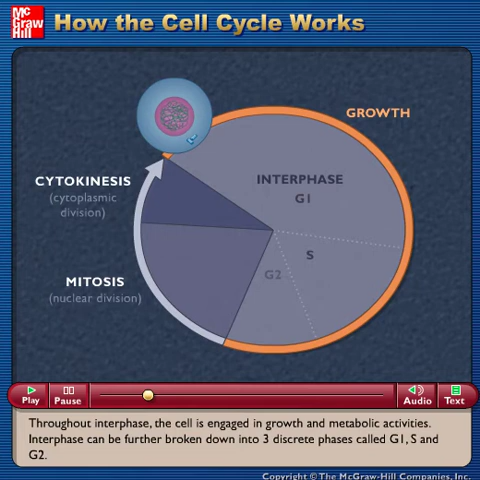 Mc
Graw
Hill
How the Cell Cycle Works
GROWTH
CYTOKINESIS
(cytoplasmic
division)
INTERPHASE
G1
S
G2
MITOSIS
(nuclear division)
Play
Pause
Audio
Text
Throughout interphase, the cell is engaged in growth and metabolic activities.
Interphase can be further broken down into 3 discrete phases called G1, S and
G2.
Copyright © The McGraw-Hill Companies, Inc.